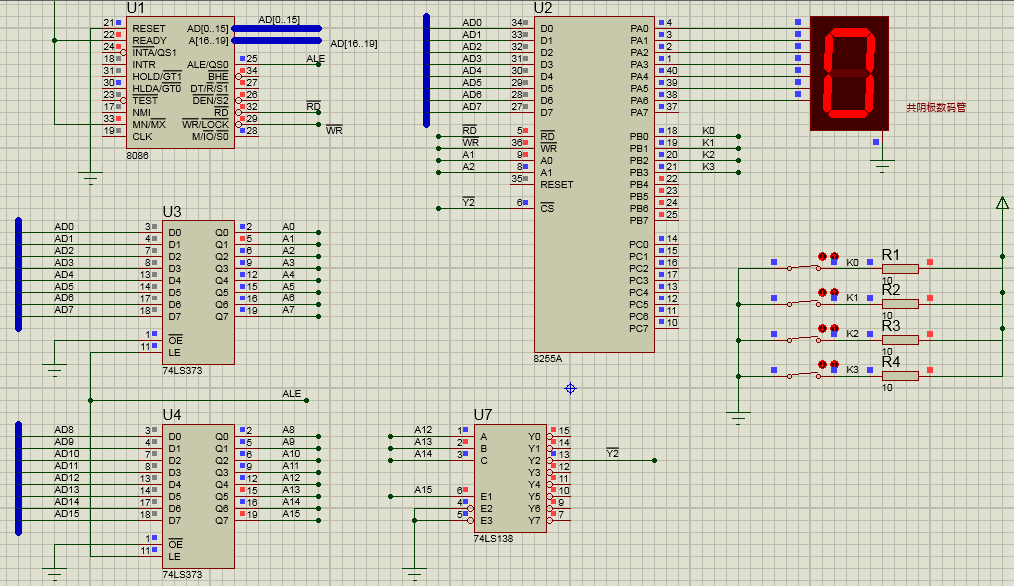 U1
21 RESET AD[0..15] AD[0..15]
22 READY A[16..19] AD[16..19]
24 INTA/QS1
18 INTR ALE/QS0 25 ALE
31 HOLD/GT1 BHE 34
30 HLDA/GT0 DT/R/S1 27
23 TEST DEN/S2 26
17 NMI RD 32 RD
33 MN/MX WR/LOCK 29 WR
19 CLK M/IO/S0 28
8086
U2
AD0 34 D0 PA0 4
AD1 33 D1 PA1 3
AD2 32 D2 PA2 2
AD3 31 D3 PA3 1
AD4 30 D4 PA4 40
AD5 29 D5 PA5 39
AD6 28 D6 PA6 38
AD7 27 D7 PA7 37
RD 5 RD PB0 18 K0
WR 36 WR PB1 19 K1
A1 9 A0 PB2 20 K2
A2 8 A1 PB3 21 K3
35 RESET PB4 22
PB5 23
Y2 6 CS PB6 24
PB7 25
PC0 14
PC1 15
PC2 16
PC3 17
PC4 13
PC5 12
PC6 11
PC7 10
8255A
0
共阴极数码管
U3
AD0 3 D0 Q0 2 A0
AD1 4 D1 Q1 5 A1
AD2 7 D2 Q2 6 A2
AD3 8 D3 Q3 9 A3
AD4 13 D4 Q4 12 A4
AD5 14 D5 Q5 15 A5
AD6 17 D6 Q6 16 A6
AD7 18 D7 Q7 19 A7
1 OE
11 LE
74LS373
K0 R1
10
K1 R2
10
K2 R3
10
K3 R4
10
ALE
U4
AD8 3 D0 Q0 2 A8
AD9 4 D1 Q1 5 A9
AD10 7 D2 Q2 6 A10
AD11 8 D3 Q3 9 A11
AD12 13 D4 Q4 12 A12
AD13 14 D5 Q5 15 A13
AD14 17 D6 Q6 16 A14
AD15 18 D7 Q7 19 A15
1 OE
11 LE
74LS373
U7
A12 1 A Y0 15
A13 2 B Y1 14
A14 3 C Y2 13 Y2
Y3 12
Y4 11
A15 6 E1 Y5 10
4 E2 Y6 9
5 E3 Y7 7
74LS138